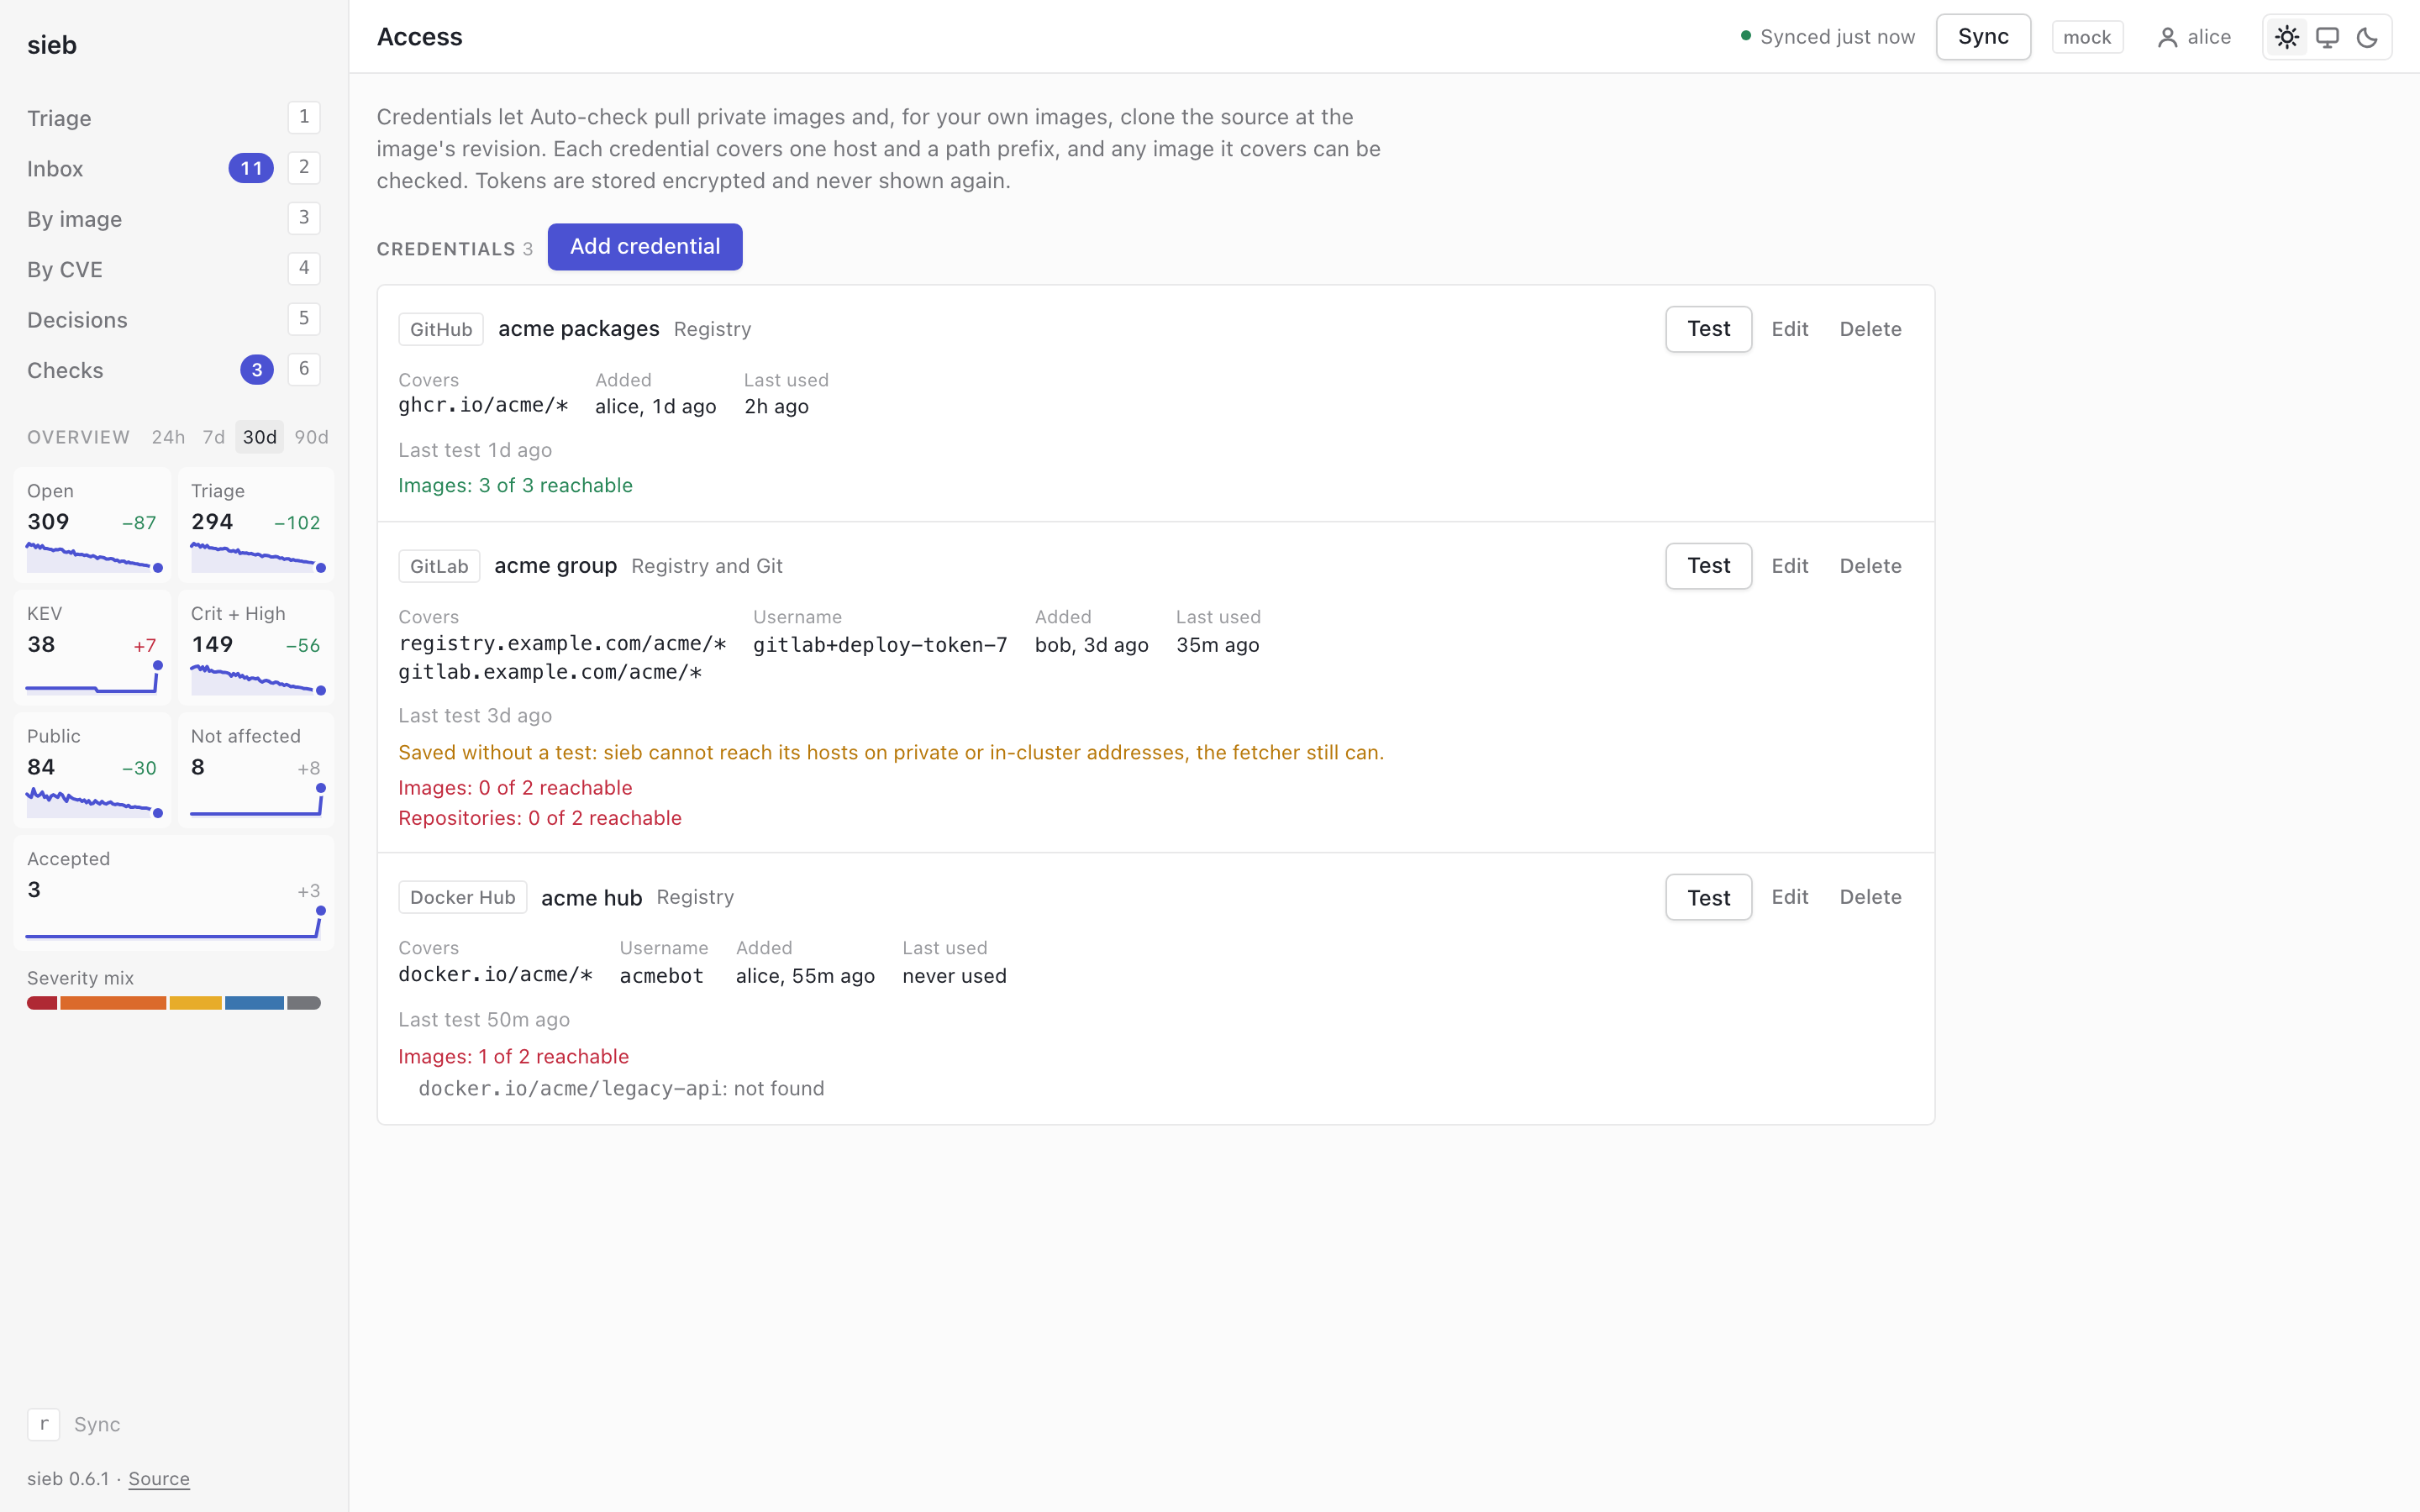 sieb
Triage 1
Inbox 11 2
By image 3
By CVE 4
Decisions 5
Checks 3 6
OVERVIEW 24h 7d 30d 90d
Open
309 −87
Triage
294 −102
KEV
38 +7
Crit + High
149 −56
Public
84 −30
Not affected
8 +8
Accepted
3 +3
Severity mix
r Sync
sieb 0.6.1 · Source
Access
Synced just now Sync mock alice
Credentials let Auto-check pull private images and, for your own images, clone the source at the
image's revision. Each credential covers one host and a path prefix, and any image it covers can be
checked. Tokens are stored encrypted and never shown again.
CREDENTIALS 3 Add credential
GitHub acme packages Registry Test Edit Delete
Covers Added Last used
ghcr.io/acme/* alice, 1d ago 2h ago
Last test 1d ago
Images: 3 of 3 reachable
GitLab acme group Registry and Git Test Edit Delete
Covers Username Added Last used
registry.example.com/acme/* gitlab+deploy-token-7 bob, 3d ago 35m ago
gitlab.example.com/acme/*
Last test 3d ago
Saved without a test: sieb cannot reach its hosts on private or in-cluster addresses, the fetcher still can.
Images: 0 of 2 reachable
Repositories: 0 of 2 reachable
Docker Hub acme hub Registry Test Edit Delete
Covers Username Added Last used
docker.io/acme/* acmebot alice, 55m ago never used
Last test 50m ago
Images: 1 of 2 reachable
docker.io/acme/legacy-api: not found